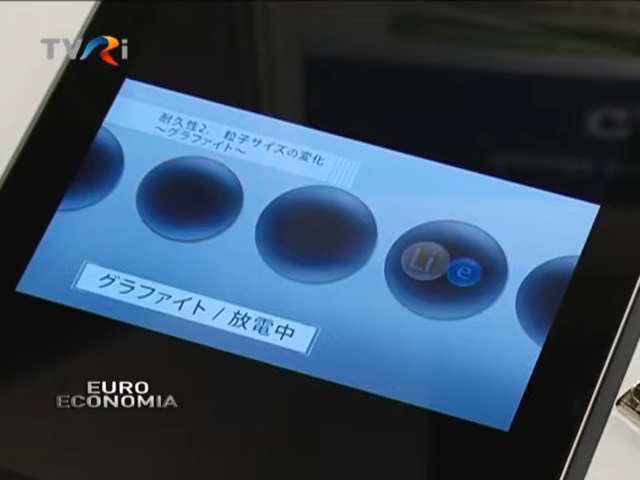 TVRi
耐久性2. 粒子サイズの変化
～グラファイト～
Li
e
グラファイト / 放電中
EURO
ECONOMIA